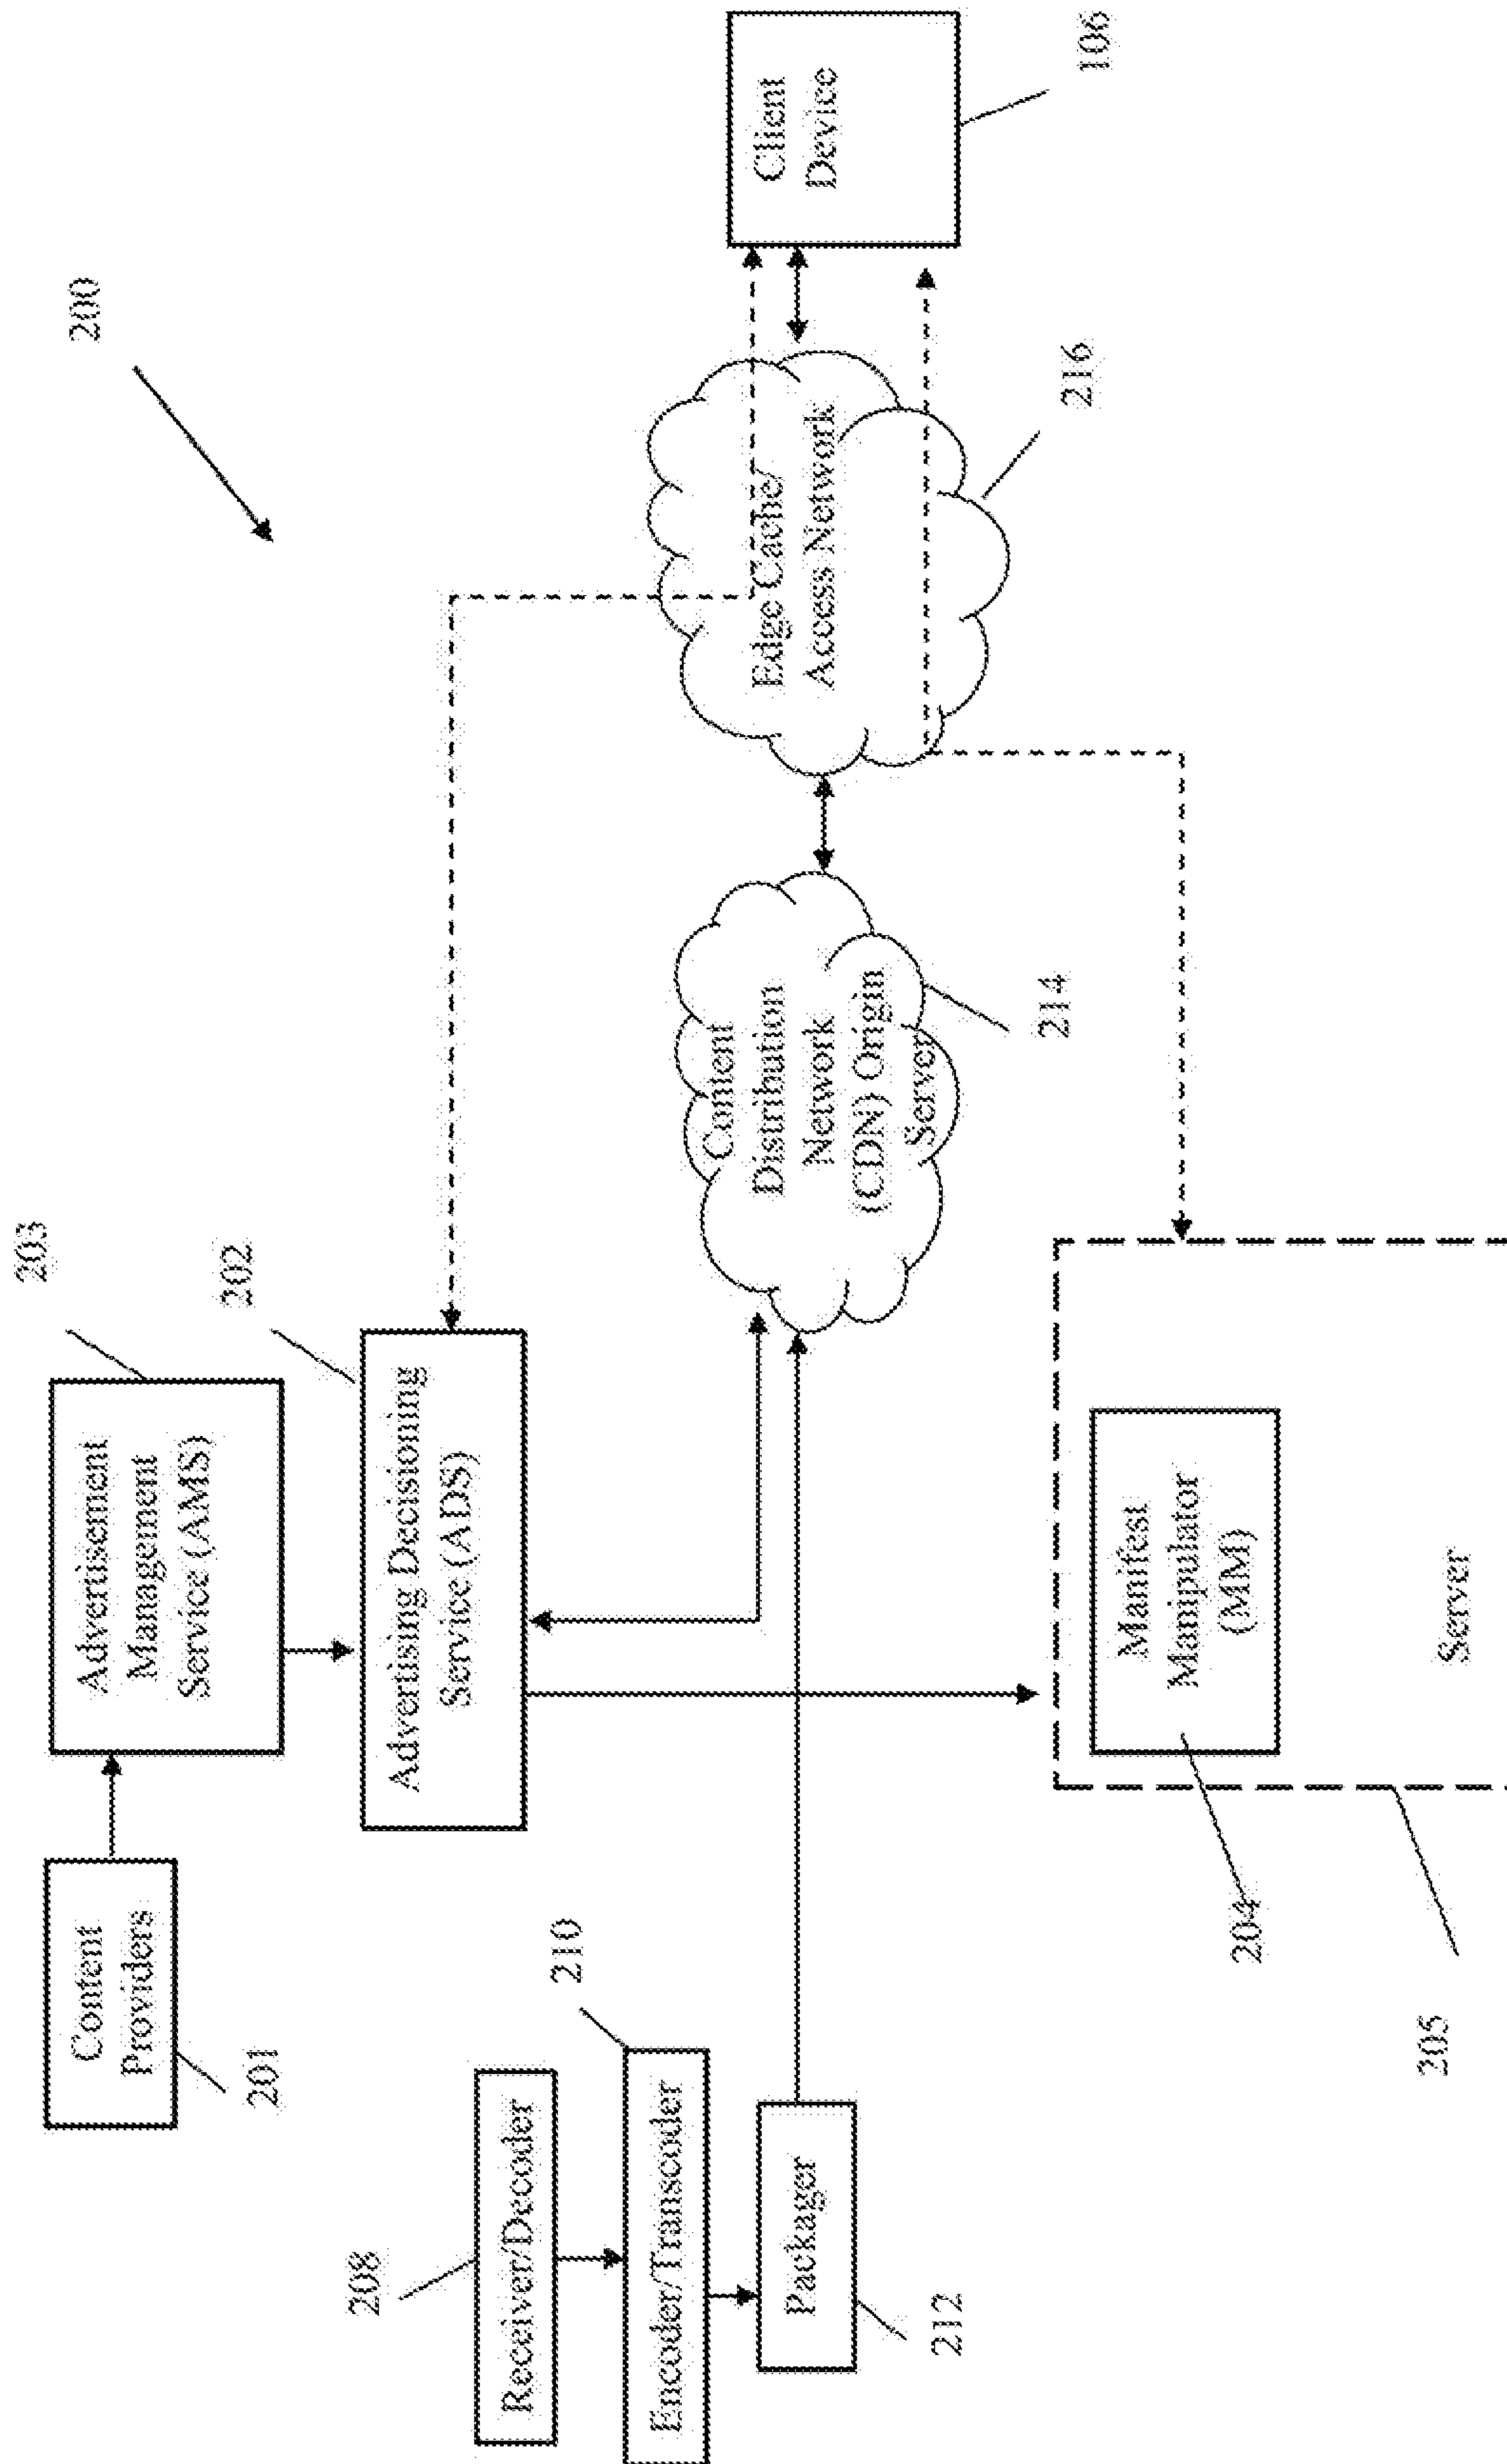 200
Content
Providers
201
Advertisement
Management
Service (AMS)
203
Advertising Decisioning
Service (ADS)
202
Receiver/Decoder
208
Encoder/Transcoder
210
Packager
212
Content
Distribution
Network
(CDN) Origin
Server
214
Edge Cache/
Access Network
216
Client
Device
106
Manifest
Manipulator
(MM)
204
Server
205